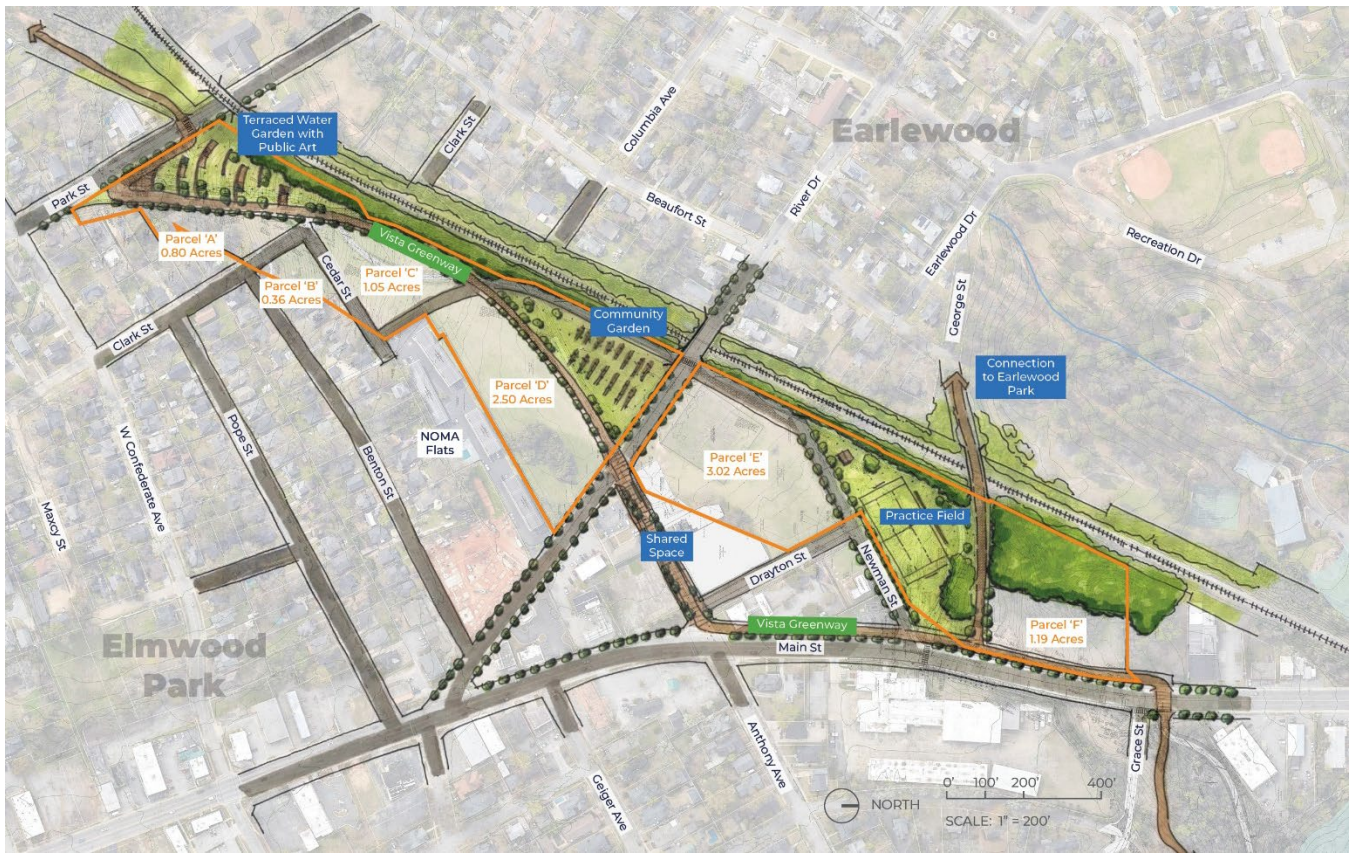 Terraced Water
Garden with
Public Art
Park St
Parcel 'A'
0.80 Acres
Parcel 'B'
0.36 Acres
Parcel 'C'
1.05 Acres
Vista Greenway
Cedar St
Clark St
Clark St
Columbia Ave
Beaufort St
River Dr
Earlewood
Earlewood Dr
George St
Recreation Dr
Community
Garden
Connection
to Earlewood
Park
Parcel 'D'
2.50 Acres
NOMA
Flats
Parcel 'E'
3.02 Acres
Practice Field
Shared
Space
Drayton St
Newman St
Vista Greenway
Main St
Parcel 'F'
1.19 Acres
Maxcy St
W Confederate Ave
Pope St
Benton St
Elmwood
Park
Geiger Ave
Anthony Ave
Grace St
0' 100' 200' 400'
NORTH
SCALE: 1" = 200'